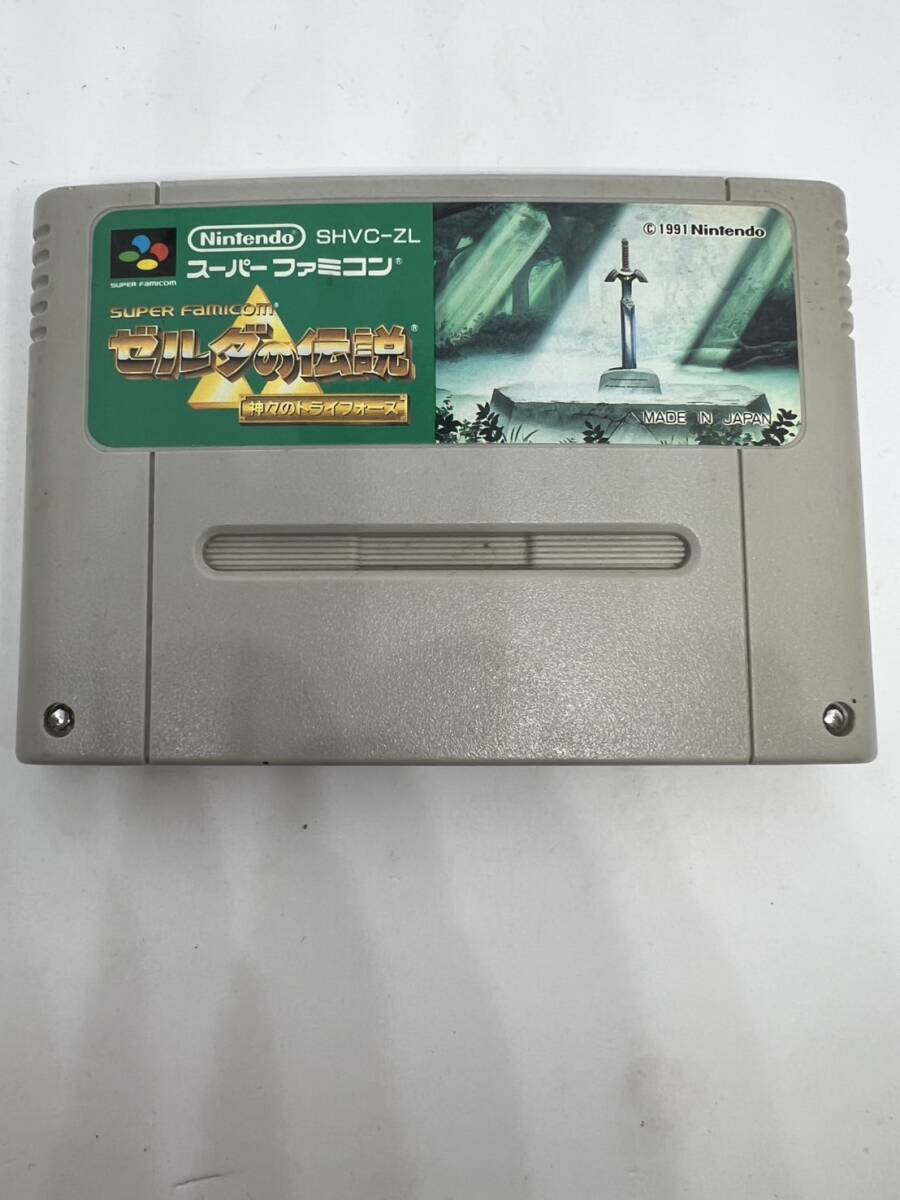 SUPER FAMICOM
Nintendo SHVC-ZL
スーパーファミコン®
SUPER FAMICOM®
ゼルダの伝説®
神々のトライフォース
© 1991 Nintendo
MADE IN JAPAN